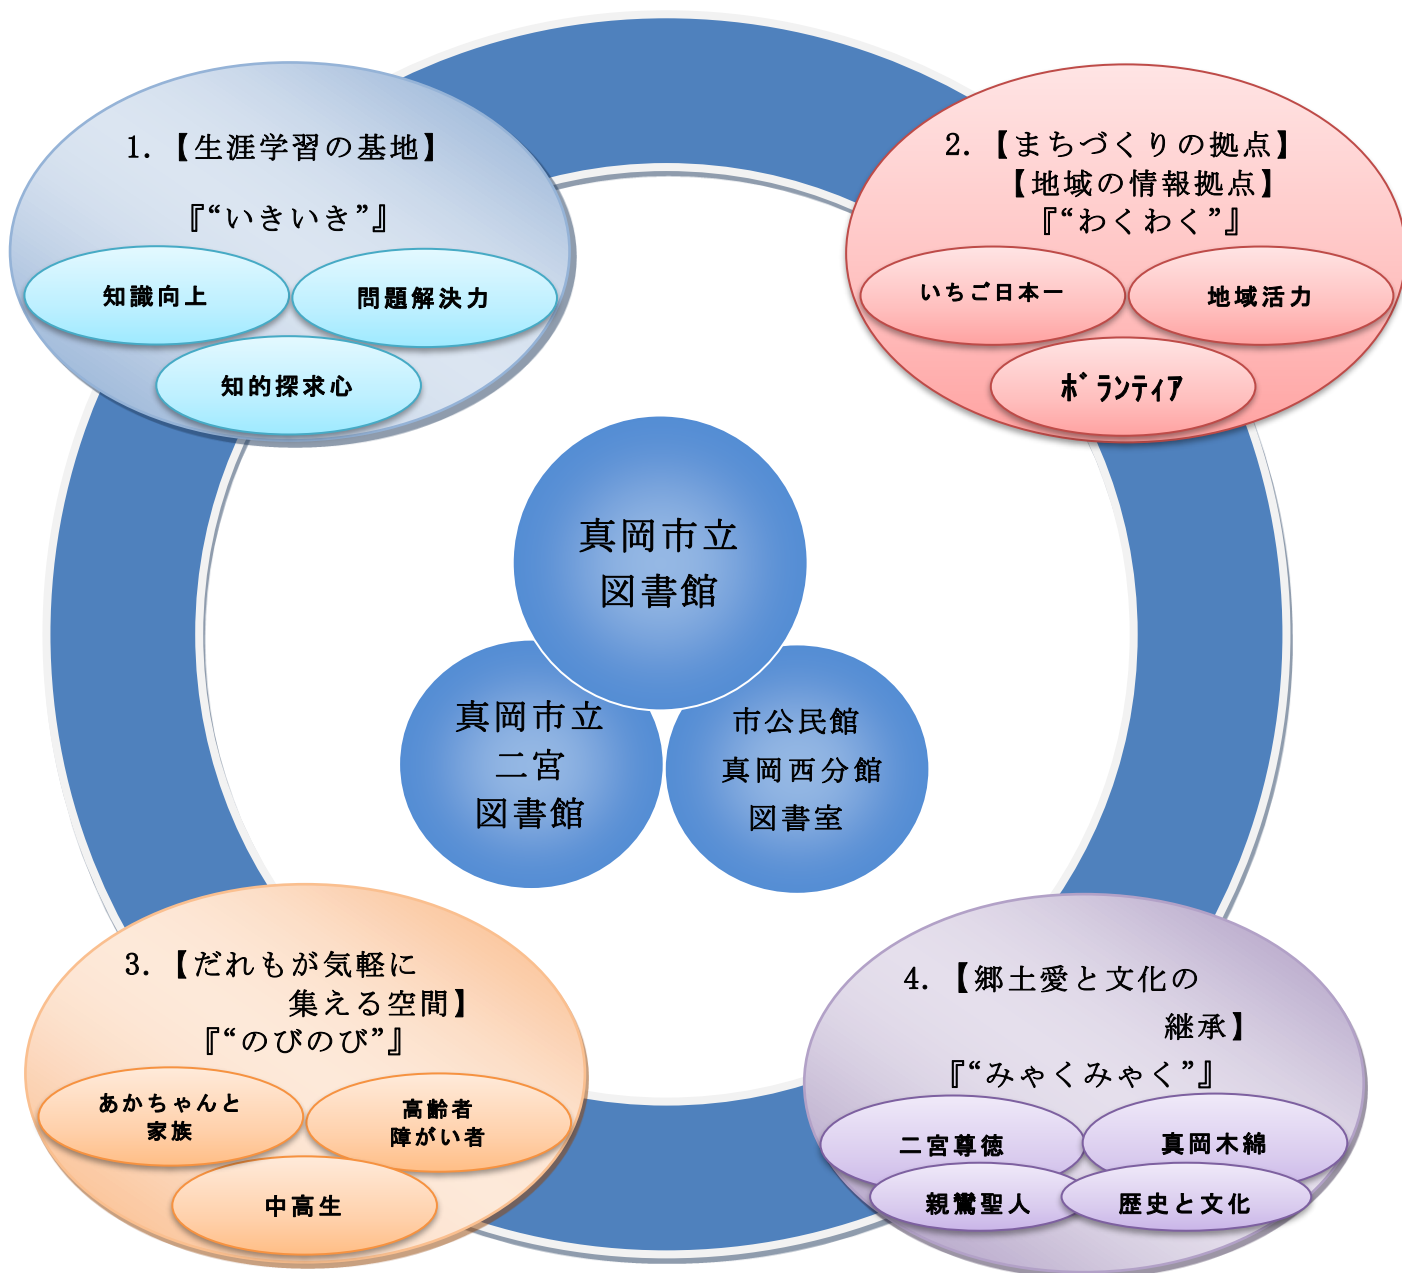 1.【生涯学習の基地】
『“いきいき”』
知識向上
問題解決力
知的探求心
2.【まちづくりの拠点】
【地域の情報拠点】
『“わくわく”』
いちご日本一
地域活力
ﾎﾞﾗﾝﾃｨｱ
真岡市立
図書館
真岡市立
二宮
図書館
市公民館
真岡西分館
図書室
3.【だれもが気軽に
集える空間】
『“のびのび”』
あかちゃんと
家族
高齢者
障がい者
中高生
4.【郷土愛と文化の
継承】
『“みゃくみゃく”』
二宮尊徳
真岡木綿
親鸞聖人
歴史と文化